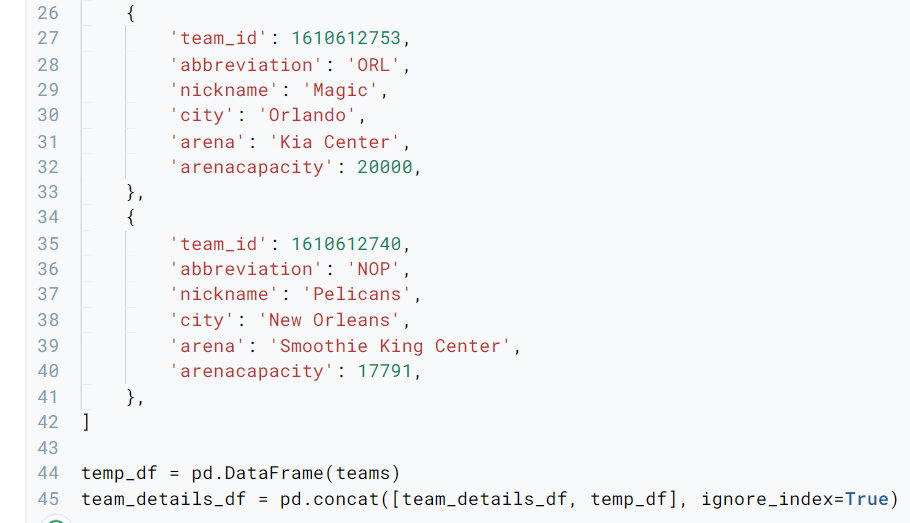 26 {
27 'team_id': 1610612753,
28 'abbreviation': 'ORL',
29 'nickname': 'Magic',
30 'city': 'Orlando',
31 'arena': 'Kia Center',
32 'arenacapacity': 20000,
33 },
34 {
35 'team_id': 1610612740,
36 'abbreviation': 'NOP',
37 'nickname': 'Pelicans',
38 'city': 'New Orleans',
39 'arena': 'Smoothie King Center',
40 'arenacapacity': 17791,
41 },
42 ]
43
44 temp_df = pd.DataFrame(teams)
45 team_details_df = pd.concat([team_details_df, temp_df], ignore_index=True)